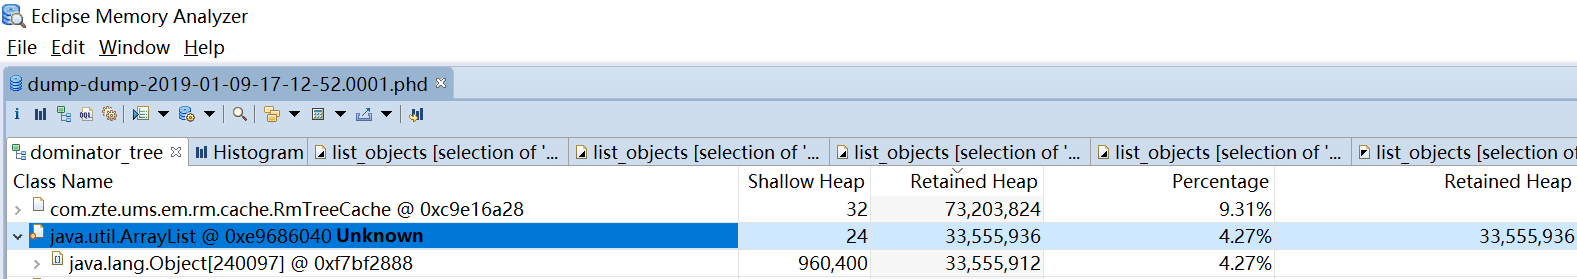 Eclipse Memory Analyzer
File Edit Window Help
dump-dump-2019-01-09-17-12-52.0001.phd
i OQL
dominator_tree Histogram list_objects [selection of '... list_objects [selection of '... list_objects [selection of '... list_objects [selection of '... list_objects [selection of
Class Name Shallow Heap Retained Heap Percentage Retained Heap
com.zte.ums.em.rm.cache.RmTreeCache @ 0xc9e16a28 32 73,203,824 9.31%
java.util.ArrayList @ 0xe9686040 Unknown 24 33,555,936 4.27% 33,555,936
java.lang.Object[240097] @ 0xf7bf2888 960,400 33,555,912 4.27%